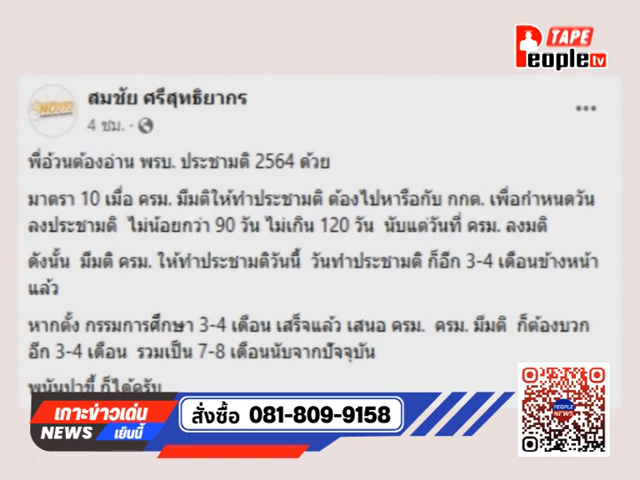 TAPE
People tv
สมชัย ศรีสุทธิยากร
4 ชม.
พี่อ้วนต้องอ่าน พรบ. ประชามติ 2564 ด้วย
มาตรา 10 เมื่อ ครม. มีมติให้ทำประชามติ ต้องไปหารือกับ กกต. เพื่อกำหนดวัน
ลงประชามติ ไม่น้อยกว่า 90 วัน ไม่เกิน 120 วัน นับแต่วันที่ ครม. ลงมติ
ดังนั้น มีมติ ครม. ให้ทำประชามติวันนี้ วันทำประชามติ ก็อีก 3-4 เดือนข้างหน้า
แล้ว
หากตั้ง กรรมการศึกษา 3-4 เดือน เสร็จแล้ว เสนอ ครม. ครม. มีมติ ก็ต้องบวก
อีก 3-4 เดือน รวมเป็น 7-8 เดือนนับจากปัจจุบัน
พนันปาขี้ ก็ได้ครับ
เกาะข่าวเด่น
NEWS เย็นนี้
สั่งซื้อ 081-809-9158
PEOPLE
NEWS